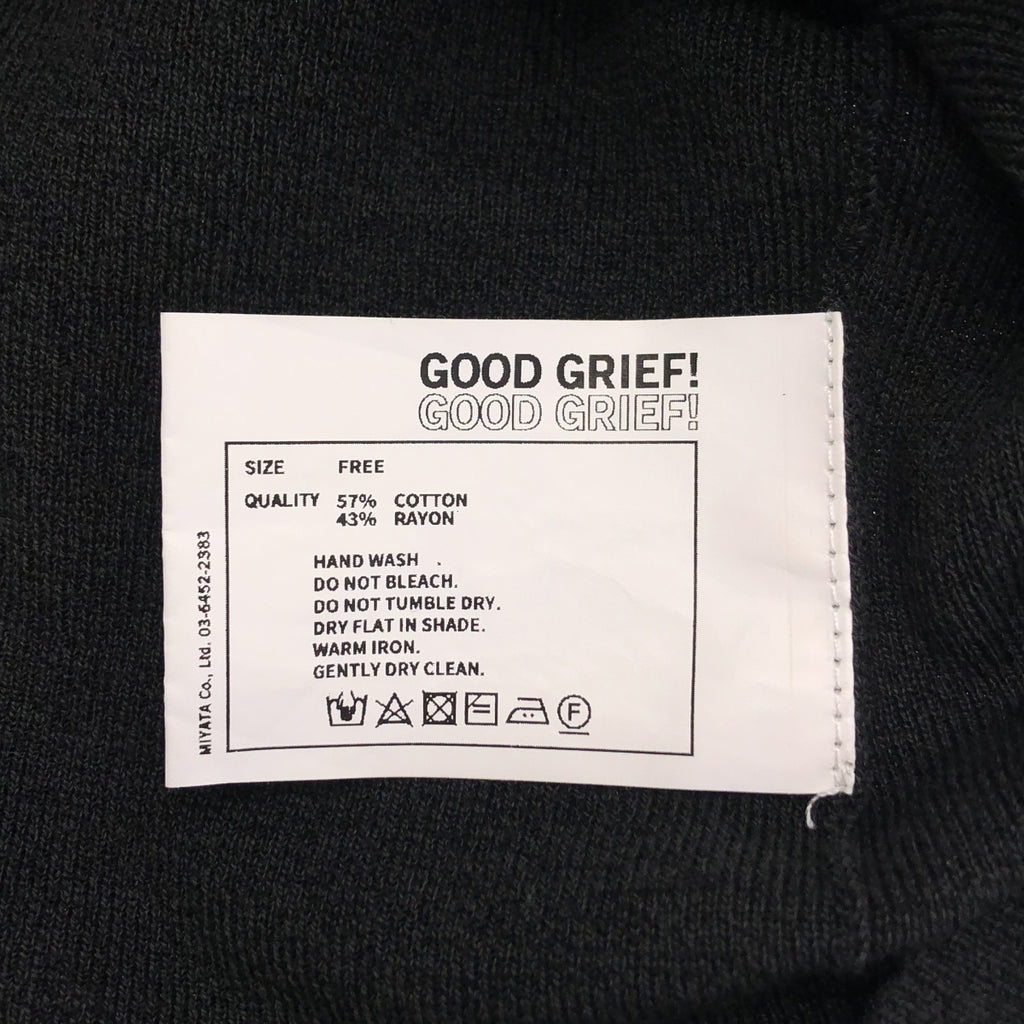 GOOD GRIEF!
GOOD GRIEF!
SIZE FREE
QUALITY 57% COTTON
43% RAYON
HAND WASH .
DO NOT BLEACH.
DO NOT TUMBLE DRY.
DRY FLAT IN SHADE.
WARM IRON.
GENTLY DRY CLEAN.
F
MIYATA Co., Ltd. 03-6452-2383